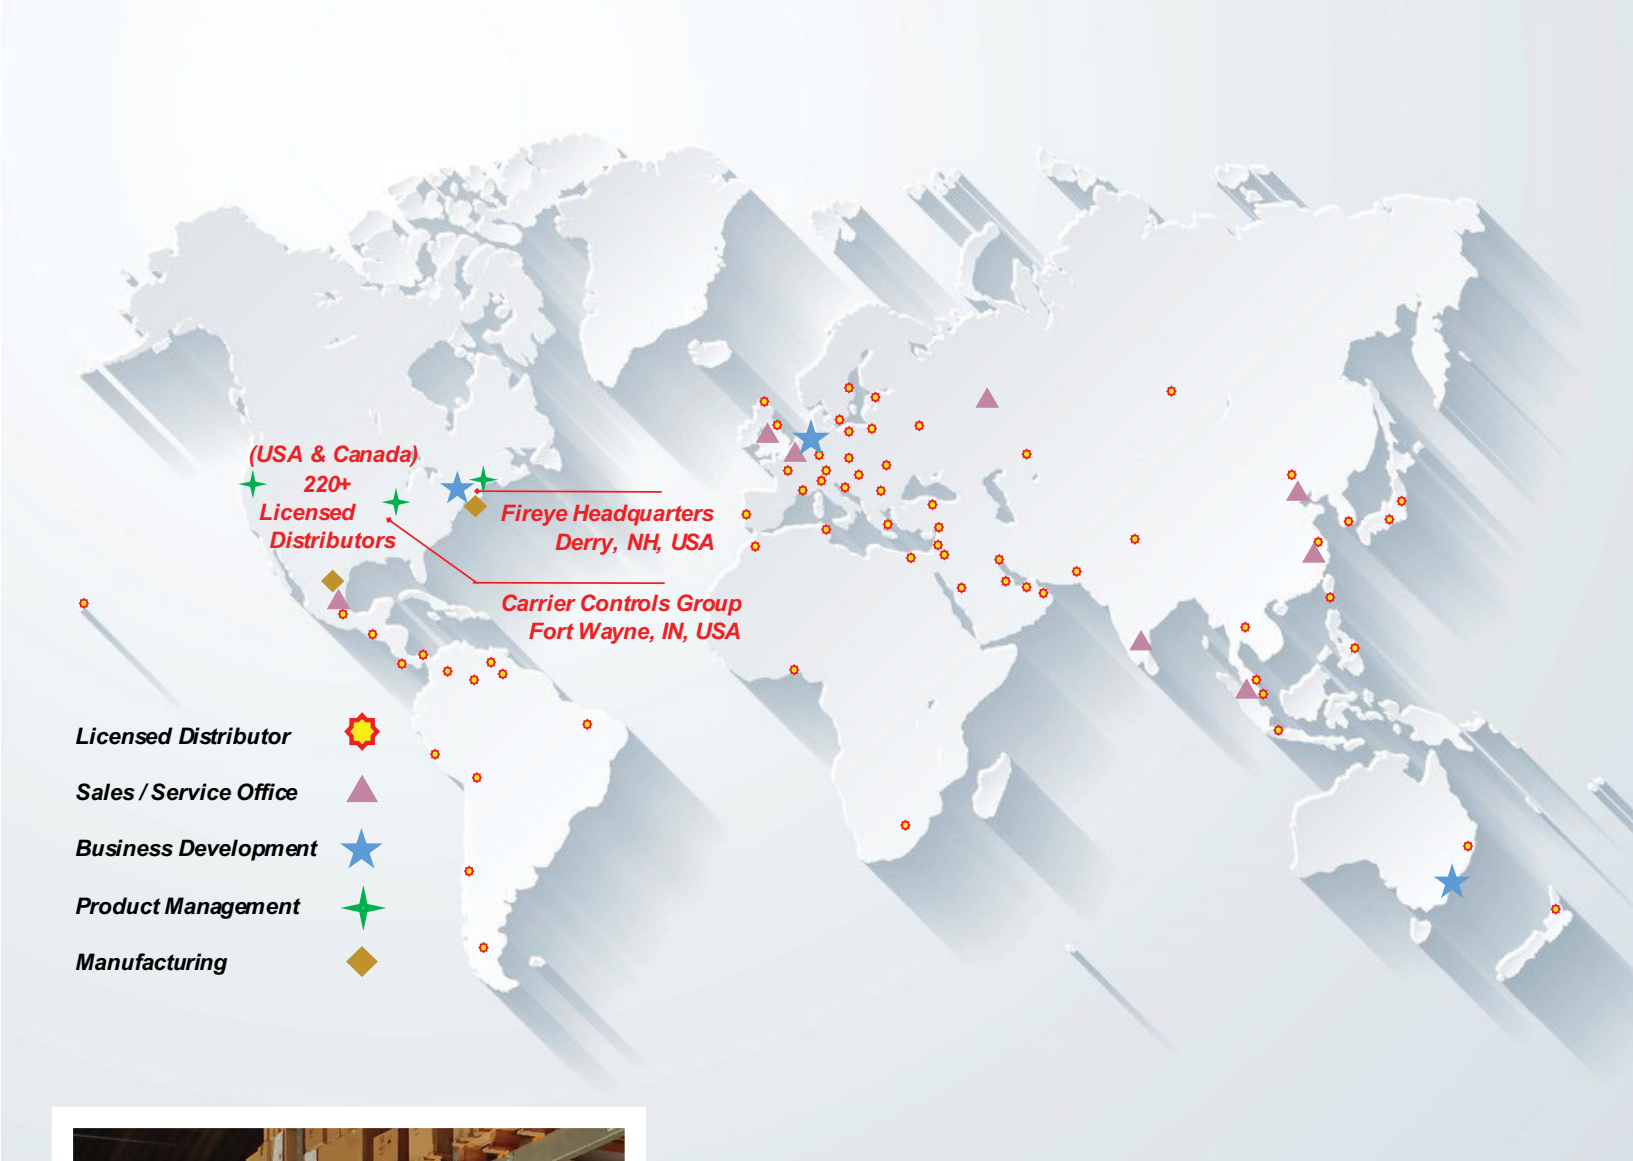 (USA & Canada)
220+
Licensed
Distributors
Fireye Headquarters
Derry, NH, USA
Carrier Controls Group
Fort Wayne, IN, USA
Licensed Distributor
Sales / Service Office
Business Development
Product Management
Manufacturing